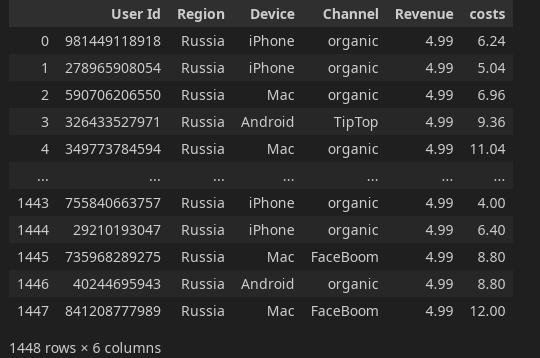 User Id Region Device Channel Revenue costs
0 981449118918 Russia iPhone organic 4.99 6.24
1 278965908054 Russia iPhone organic 4.99 5.04
2 590706206550 Russia Mac organic 4.99 6.96
3 326433527971 Russia Android TipTop 4.99 9.36
4 349773784594 Russia Mac organic 4.99 11.04
... ... ... ... ... ... ...
1443 755840663757 Russia iPhone organic 4.99 4.00
1444 29210193047 Russia iPhone organic 4.99 6.40
1445 735968289275 Russia Mac FaceBoom 4.99 8.80
1446 40244695943 Russia Android organic 4.99 8.80
1447 841208777989 Russia Mac FaceBoom 4.99 12.00
1448 rows × 6 columns